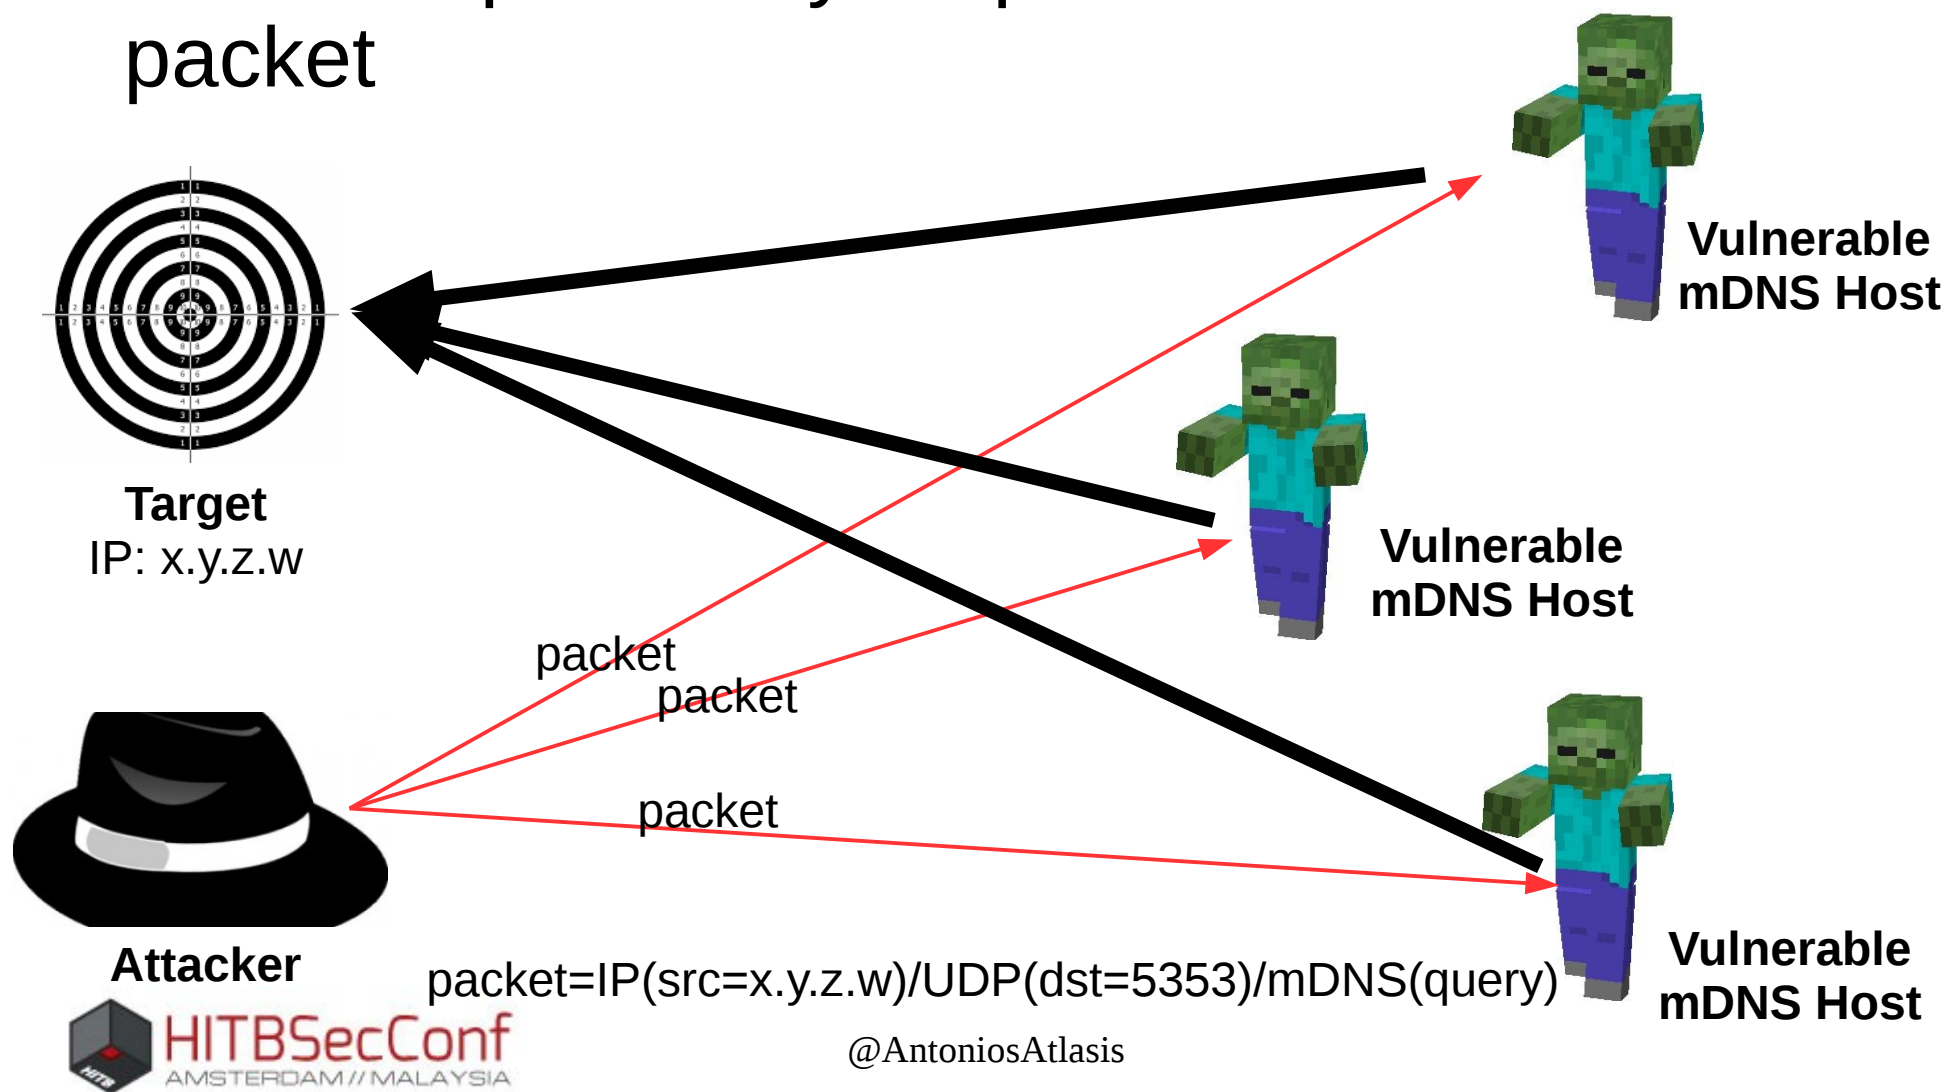 packet
Vulnerable
mDNS Host
Target
IP: x.y.z.w
Vulnerable
mDNS Host
packet
packet
packet
Attacker
Vulnerable
mDNS Host
packet=IP(src=x.y.z.w)/UDP(dst=5353)/mDNS(query)
HITB
HITBSecConf
AMSTERDAM // MALAYSIA
@AntoniosAtlasis